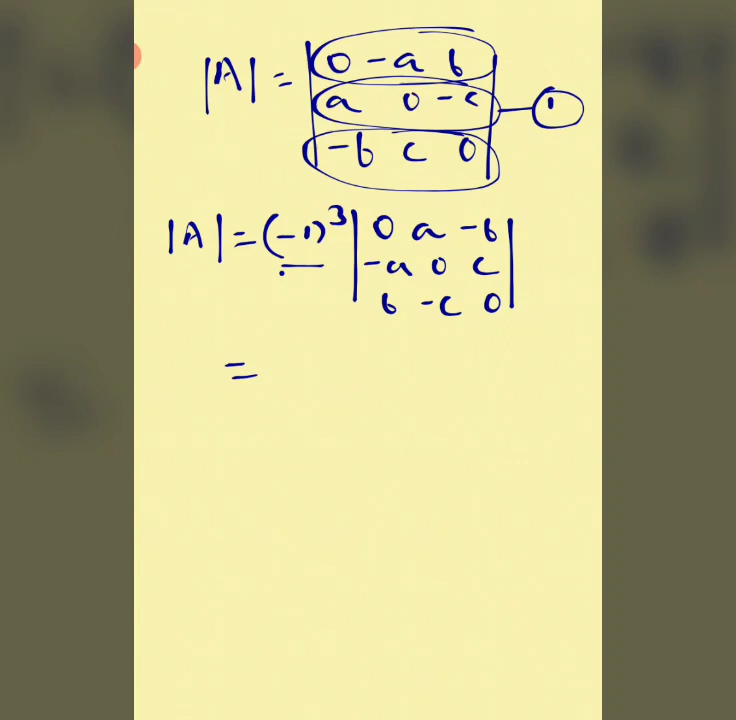 |A| = |0 -a b|
|a 0 -c| — 1
|-b c 0|
|A| = (-1)³ |0 a -b|
|-a 0 c|
|b -c 0|
=